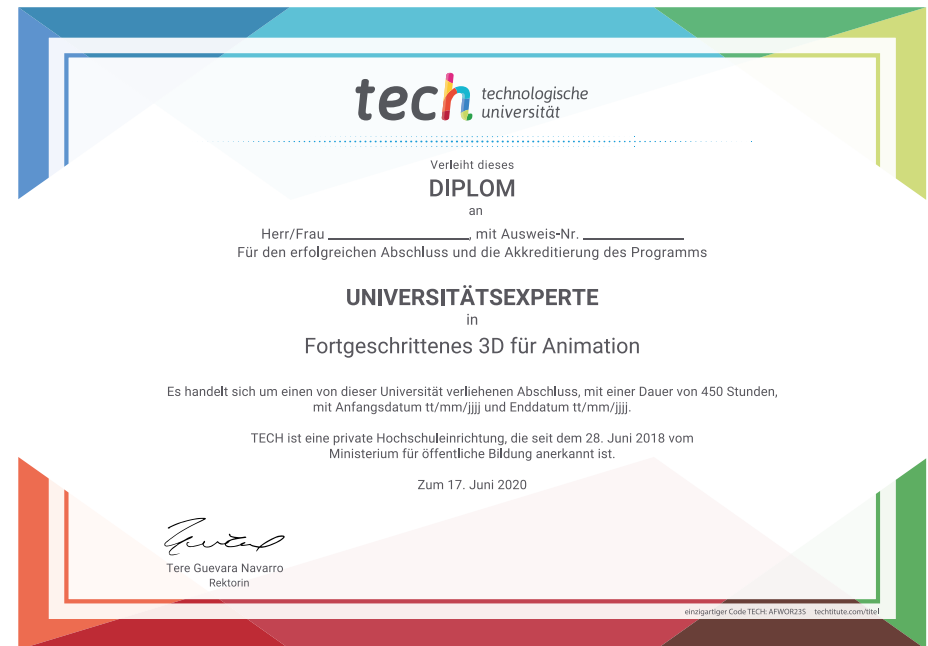 tech technologische
universität
Verleiht dieses
DIPLOM
an
Herr/Frau ____________________, mit Ausweis-Nr. ______________
Für den erfolgreichen Abschluss und die Akkreditierung des Programms
UNIVERSITÄTSEXPERTE
in
Fortgeschrittenes 3D für Animation
Es handelt sich um einen von dieser Universität verliehenen Abschluss, mit einer Dauer von 450 Stunden,
mit Anfangsdatum tt/mm/jjjj und Enddatum tt/mm/jjjj.
TECH ist eine private Hochschuleinrichtung, die seit dem 28. Juni 2018 vom
Ministerium für öffentliche Bildung anerkannt ist.
Zum 17. Juni 2020
Tere Guevara Navarro
Rektorin
einzigartiger Code TECH: AFWOR23S techtitute.com/titel